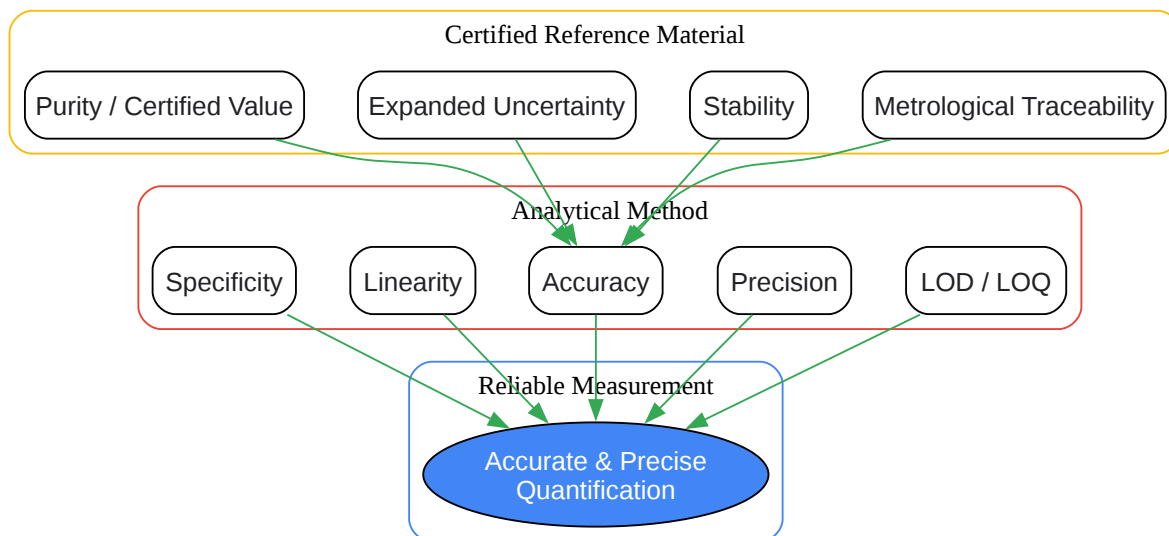 Certified Reference Material
Purity / Certified Value
Expanded Uncertainty
Stability
Metrological Traceability
Analytical Method
Specificity
Linearity
Accuracy
Precision
LOD / LOQ
Reliable Measurement
Accurate & Precise
Quantification